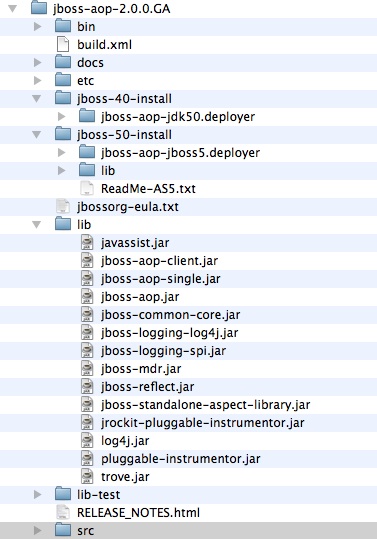 jboss-aop-2.0.0.GA
bin
build.xml
docs
etc
jboss-40-install
jboss-aop-jdk50.deployer
jboss-50-install
jboss-aop-jboss5.deployer
lib
ReadMe-AS5.txt
jbossorg-eula.txt
lib
javassist.jar
jboss-aop-client.jar
jboss-aop-single.jar
jboss-aop.jar
jboss-common-core.jar
jboss-logging-log4j.jar
jboss-logging-spi.jar
jboss-mdr.jar
jboss-reflect.jar
jboss-standalone-aspect-library.jar
jrockit-pluggable-instrumentor.jar
log4j.jar
pluggable-instrumentor.jar
trove.jar
lib-test
RELEASE_NOTES.html
src